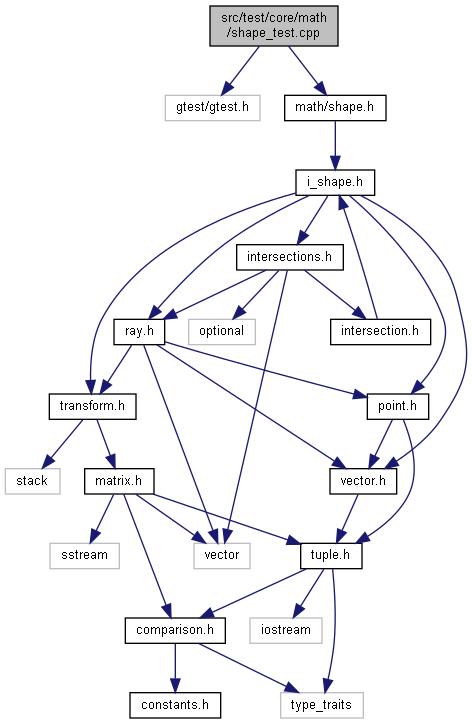 src/test/core/math
/shape_test.cpp
gtest/gtest.h
math/shape.h
i_shape.h
intersections.h
ray.h
optional
intersection.h
transform.h
point.h
stack
matrix.h
vector.h
sstream
vector
tuple.h
comparison.h
iostream
constants.h
type_traits